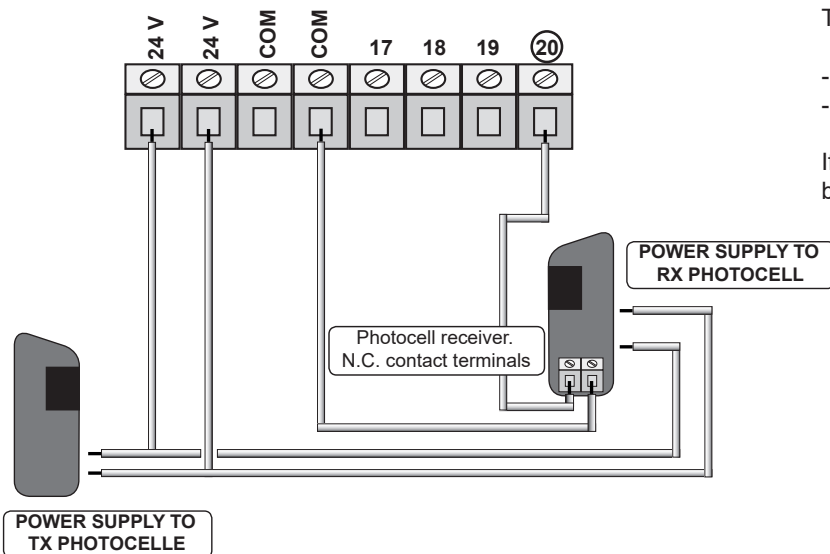 24 V 24 V COM COM 17 18 19 20
T
-
-
POWER SUPPLY TO
RX PHOTOCELL
Photocell receiver.
N.C. contact terminals
POWER SUPPLY TO
TX PHOTOCELLE